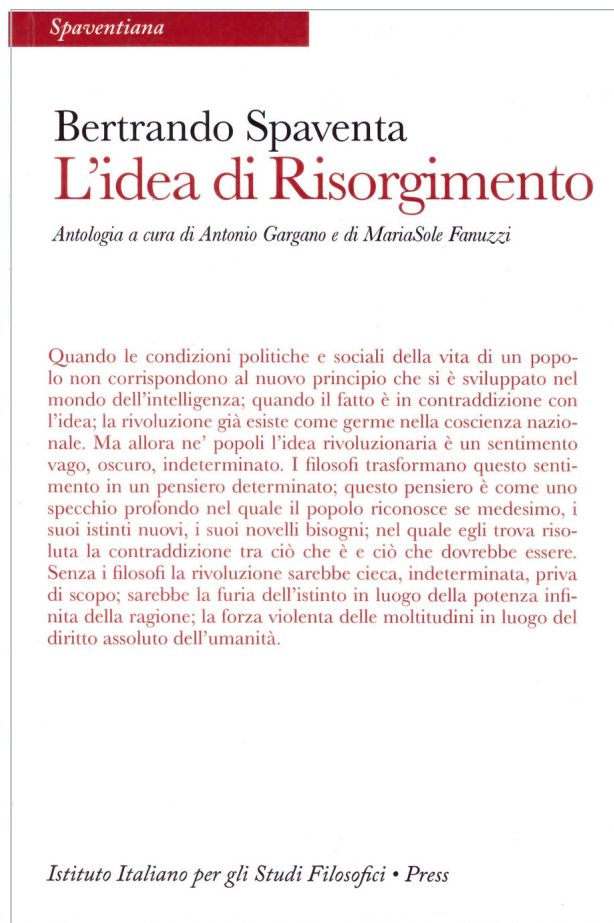 Spaventiana
Bertrando Spaventa
L'idea di Risorgimento
Antologia a cura di Antonio Gargano e di MariaSole Fanuzzi
Quando le condizioni politiche e sociali della vita di un popo-
lo non corrispondono al nuovo principio che si è sviluppato nel
mondo dell'intelligenza; quando il fatto è in contraddizione con
l'idea; la rivoluzione già esiste come germe nella coscienza nazio-
nale. Ma allora ne' popoli l'idea rivoluzionaria è un sentimento
vago, oscuro, indeterminato. I filosofi trasformano questo senti-
mento in un pensiero determinato; questo pensiero è come uno
specchio profondo nel quale il popolo riconosce se medesimo, i
suoi istinti nuovi, i suoi novelli bisogni; nel quale egli trova riso-
luta la contraddizione tra ciò che è e ciò che dovrebbe essere.
Senza i filosofi la rivoluzione sarebbe cieca, indeterminata, priva
di scopo; sarebbe la furia dell'istinto in luogo della potenza infi-
nita della ragione; la forza violenta delle moltitudini in luogo del
diritto assoluto dell'umanità.
Istituto Italiano per gli Studi Filosofici • Press